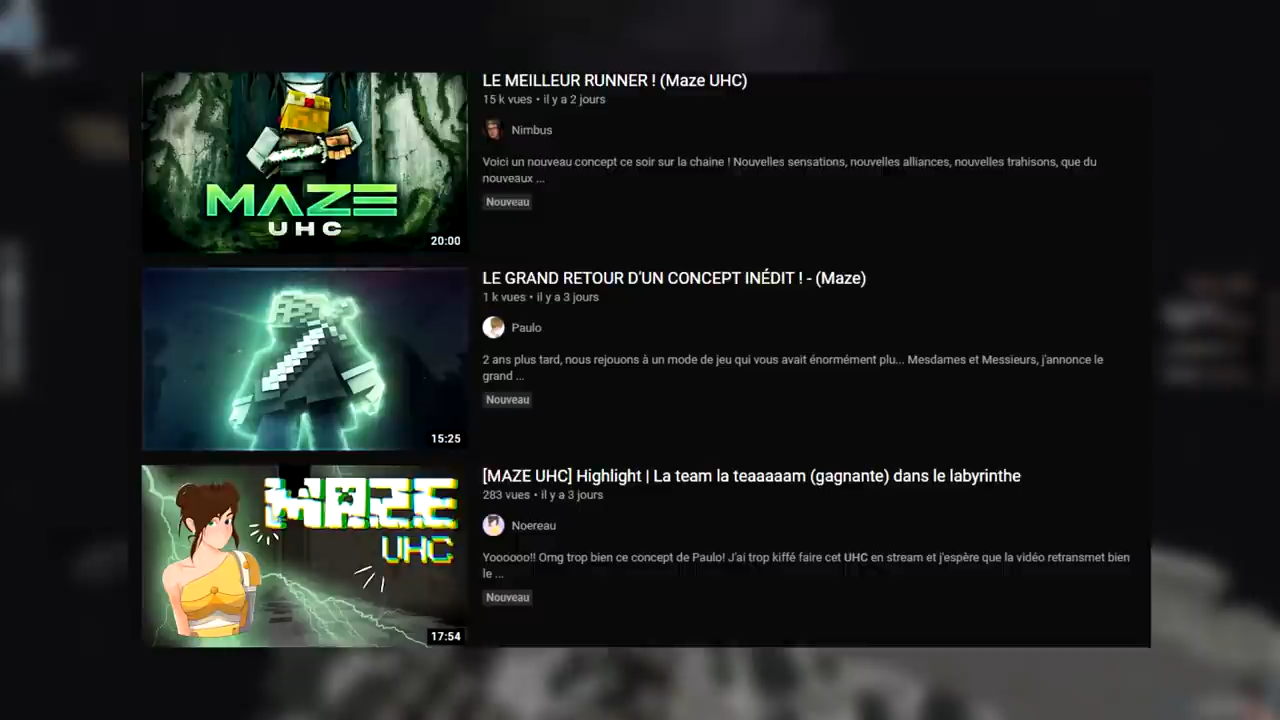 MAZE
UHC
20:00
LE MEILLEUR RUNNER ! (Maze UHC)
15 k vues • il y a 2 jours
Nimbus
Voici un nouveau concept ce soir sur la chaine ! Nouvelles sensations, nouvelles alliances, nouvelles trahisons, que du
nouveaux ...
Nouveau
15:25
LE GRAND RETOUR D'UN CONCEPT INÉDIT ! - (Maze)
1 k vues • il y a 3 jours
Paulo
2 ans plus tard, nous rejouons à un mode de jeu qui vous avait énormément plu... Mesdames et Messieurs, j'annonce le
grand ...
Nouveau
MAZE
UHC
17:54
[MAZE UHC] Highlight | La team la teaaaaam (gagnante) dans le labyrinthe
283 vues • il y a 3 jours
Noereau
Yoooooo!! Omg trop bien ce concept de Paulo! J'ai trop kiffé faire cet UHC en stream et j'espère que la vidéo retransmet bien
le ...
Nouveau